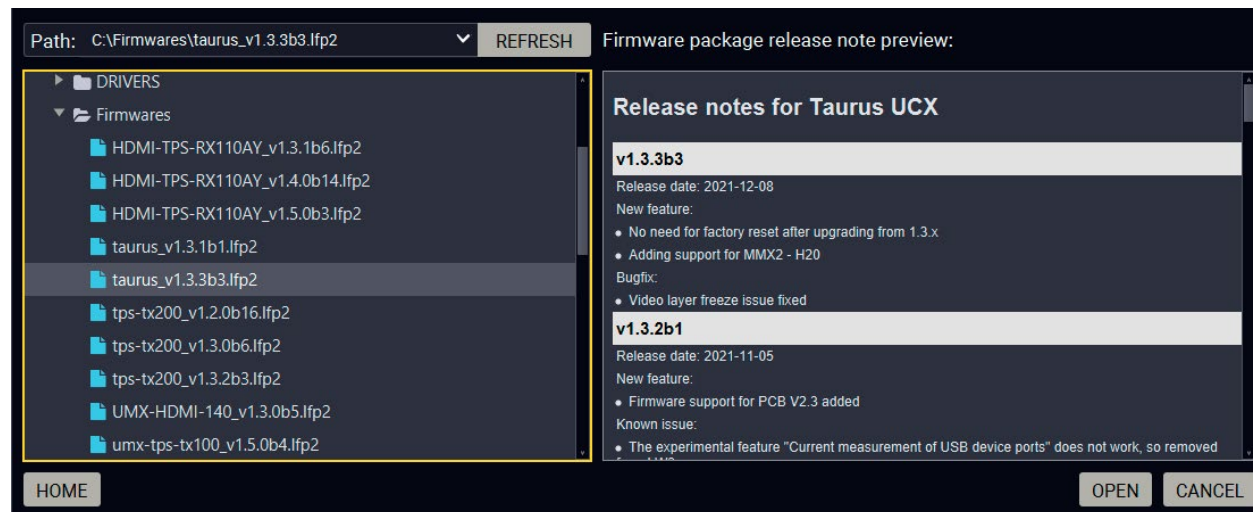 Path: C:\Firmwares\taurus_v1.3.3b3.lfp2 REFRESH
Firmware package release note preview:
DRIVERS
Firmwares
HDMI-TPS-RX110AY_v1.3.1b6.lfp2
HDMI-TPS-RX110AY_v1.4.0b14.lfp2
HDMI-TPS-RX110AY_v1.5.0b3.lfp2
taurus_v1.3.1b1.lfp2
taurus_v1.3.3b3.lfp2
tps-tx200_v1.2.0b16.lfp2
tps-tx200_v1.3.0b6.lfp2
tps-tx200_v1.3.2b3.lfp2
UMX-HDMI-140_v1.3.0b5.lfp2
umx-tps-tx100_v1.5.0b4.lfp2
Release notes for Taurus UCX
v1.3.3b3
Release date: 2021-12-08
New feature:
• No need for factory reset after upgrading from 1.3.x
• Adding support for MMX2 - H20
Bugfix:
• Video layer freeze issue fixed
v1.3.2b1
Release date: 2021-11-05
New feature:
• Firmware support for PCB V2.3 added
Known issue:
• The experimental feature "Current measurement of USB device ports" does not work, so removed
HOME
OPEN CANCEL